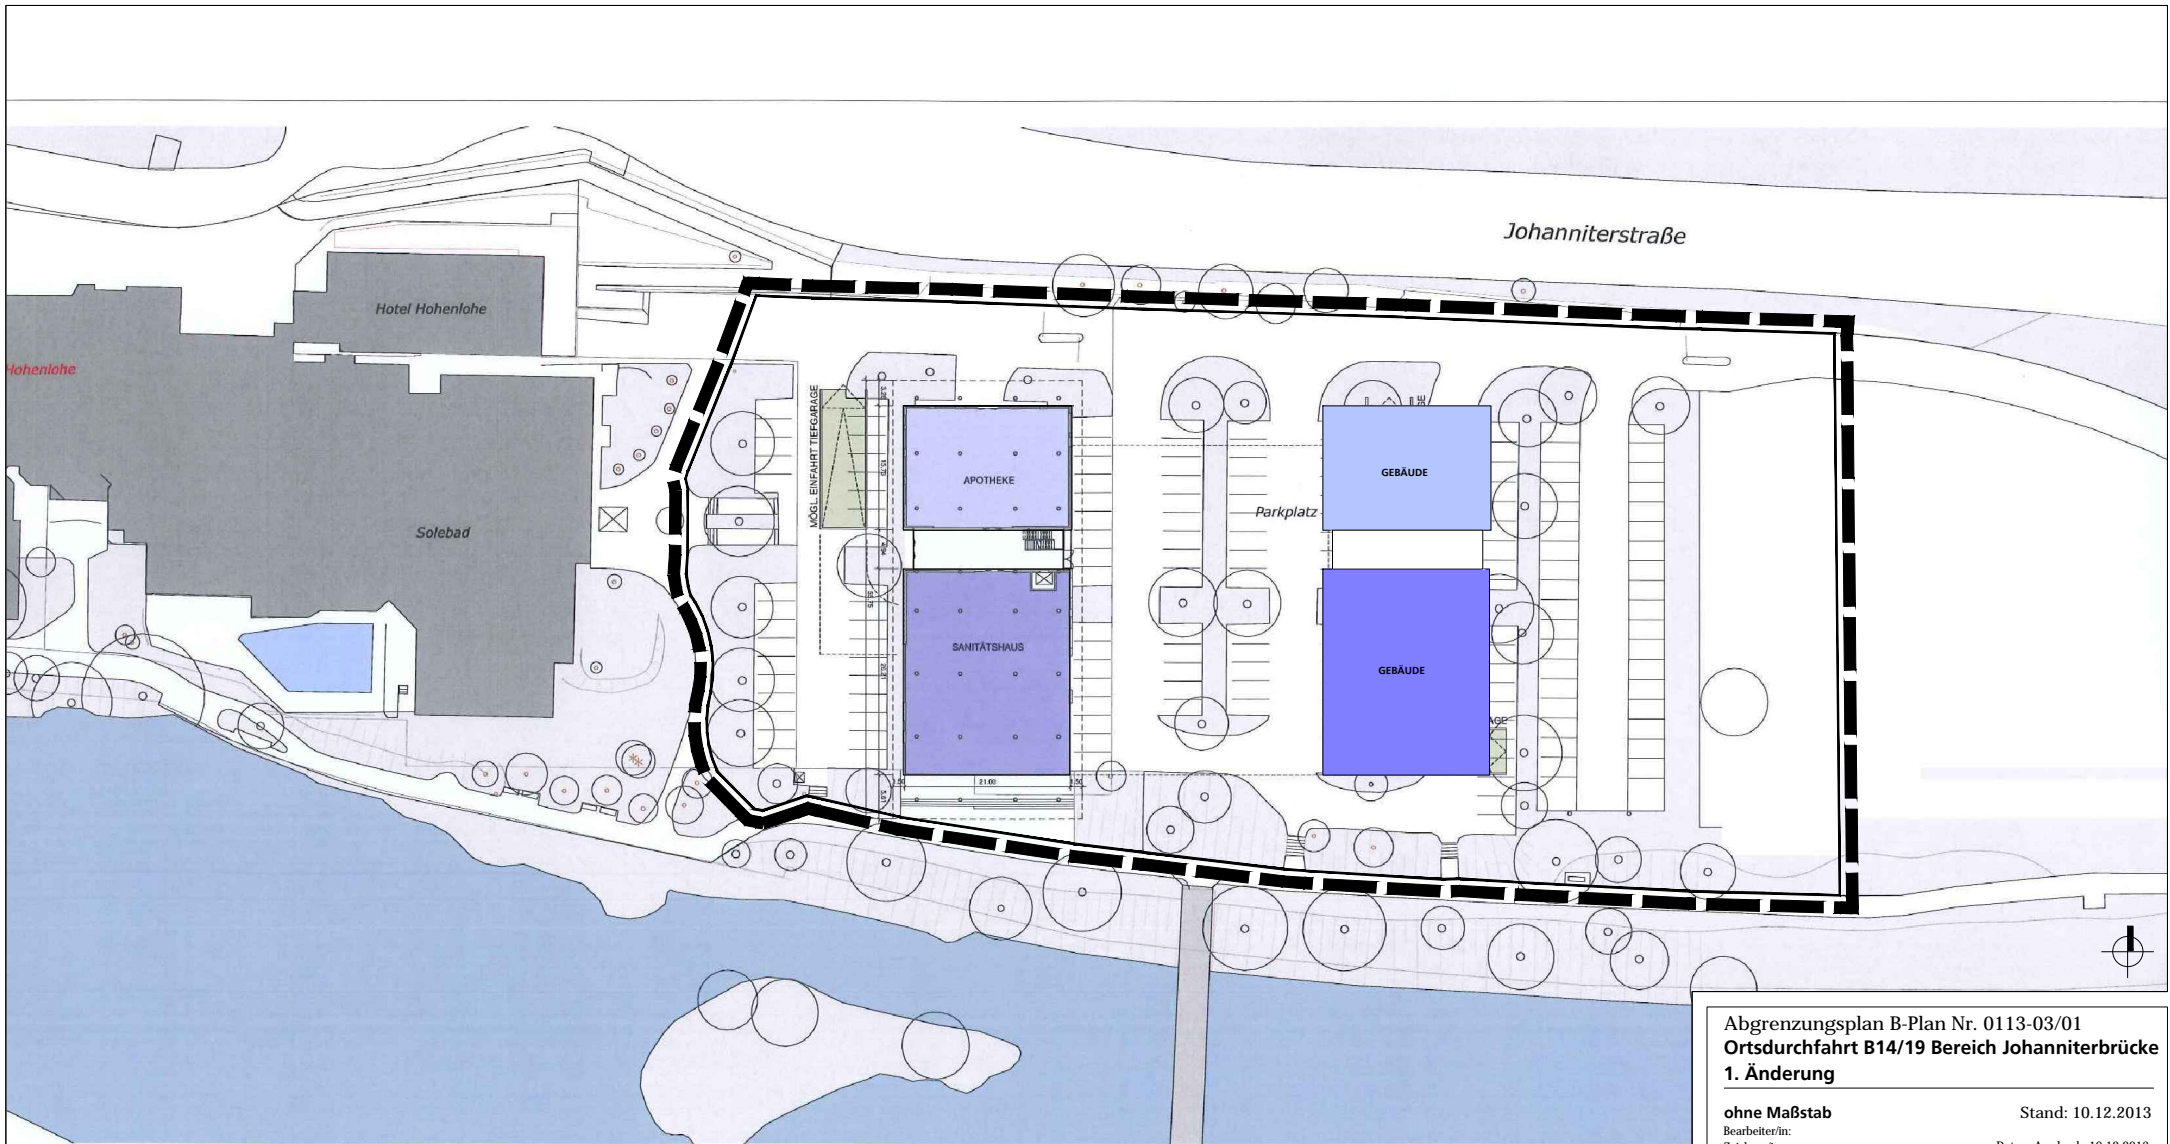 Johanniterstraße
Hotel Hohenlohe
Hohenlohe
Solebad
MÖGL. EINFAHRT TIEFGARAGE
APOTHEKE
GEBÄUDE
Parkplatz
SANITÄTSHAUS
GEBÄUDE
AGE
21.00
Abgrenzungsplan B-Plan Nr. 0113-03/01
Ortsdurchfahrt B14/19 Bereich Johanniterbrücke
1. Änderung
ohne Maßstab
Stand: 10.12.2013
Bearbeiter/in: